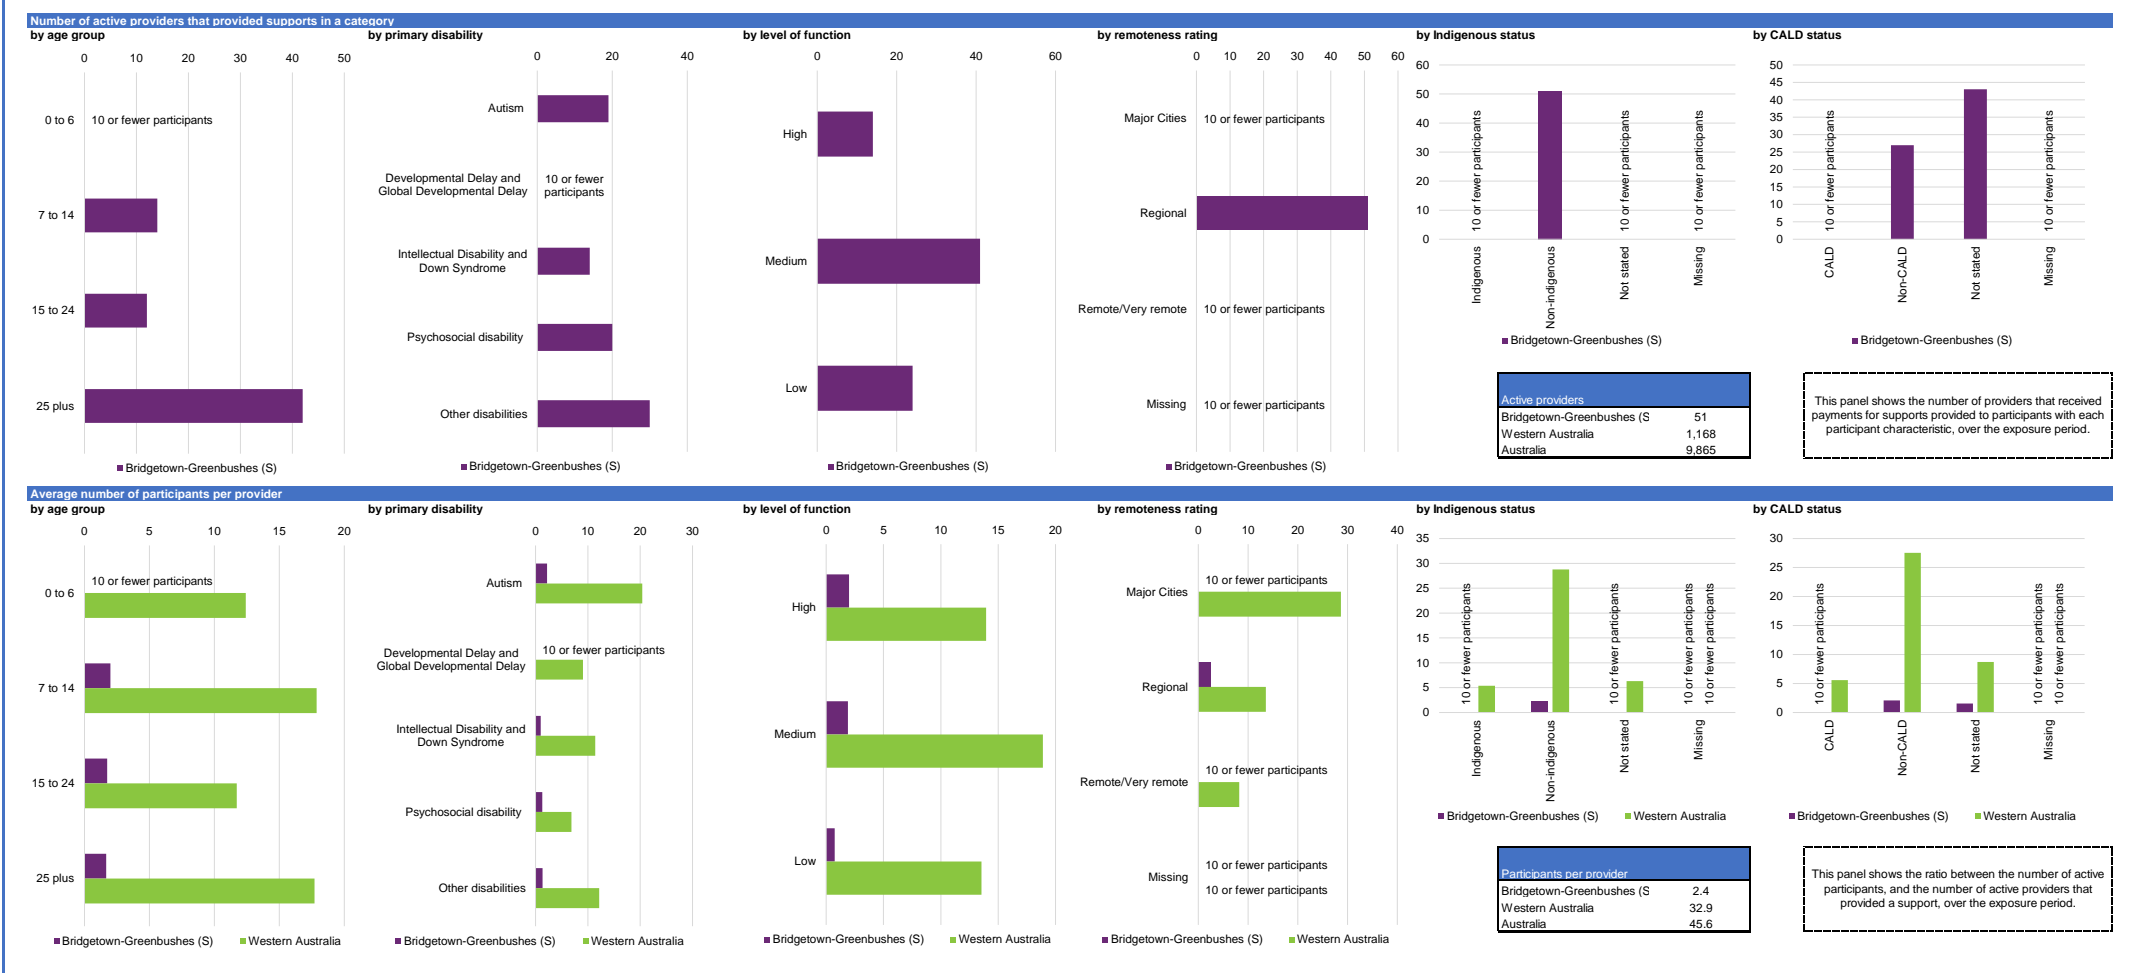 Number of active providers that provided supports in a category
by age group
0 10 20 30 40 50
0 to 6
10 or fewer participants
7 to 14
15 to 24
25 plus
Bridgetown-Greenbushes (S)
by primary disability
0 20 40
Autism
Developmental Delay and
Global Developmental Delay
10 or fewer
participants
Intellectual Disability and
Down Syndrome
Psychosocial disability
Other disabilities
Bridgetown-Greenbushes (S)
by level of function
0 20 40 60
High
Medium
Low
Bridgetown-Greenbushes (S)
by remoteness rating
0 10 20 30 40 50 60
Major Cities
10 or fewer participants
Regional
Remote/Very remote
10 or fewer participants
Missing
10 or fewer participants
Bridgetown-Greenbushes (S)
by Indigenous status
60
50
40
30
20
10
0
10 or fewer participants
10 or fewer participants
10 or fewer participants
Indigenous
Non-indigenous
Not stated
Missing
Bridgetown-Greenbushes (S)
by CALD status
50
45
40
35
30
25
20
15
10
5
0
10 or fewer participants
10 or fewer participants
CALD
Non-CALD
Not stated
Missing
Bridgetown-Greenbushes (S)
Active providers
Bridgetown-Greenbushes (S 51
Western Australia 1,168
Australia 9,865
This panel shows the number of providers that received
payments for supports provided to participants with each
participant characteristic, over the exposure period.
Average number of participants per provider
by age group
0 5 10 15 20
0 to 6
10 or fewer participants
7 to 14
15 to 24
25 plus
Bridgetown-Greenbushes (S) Western Australia
by primary disability
0 10 20 30
Autism
Developmental Delay and
Global Developmental Delay
10 or fewer participants
Intellectual Disability and
Down Syndrome
Psychosocial disability
Other disabilities
Bridgetown-Greenbushes (S) Western Australia
by level of function
0 5 10 15 20
High
Medium
Low
Bridgetown-Greenbushes (S) Western Australia
by remoteness rating
0 10 20 30 40
Major Cities
10 or fewer participants
Regional
Remote/Very remote
10 or fewer participants
Missing
10 or fewer participants
10 or fewer participants
Bridgetown-Greenbushes (S) Western Australia
by Indigenous status
35
30
25
20
15
10
5
0
10 or fewer participants
10 or fewer participants
10 or fewer participants
Indigenous
Non-indigenous
Not stated
Missing
Bridgetown-Greenbushes (S) Western Australia
by CALD status
30
25
20
15
10
5
0
10 or fewer participants
10 or fewer participants
10 or fewer participants
CALD
Non-CALD
Not stated
Missing
Bridgetown-Greenbushes (S) Western Australia
Participants per provider
Bridgetown-Greenbushes (S 2.4
Western Australia 32.9
Australia 45.6
This panel shows the ratio between the number of active
participants, and the number of active providers that
provided a support, over the exposure period.